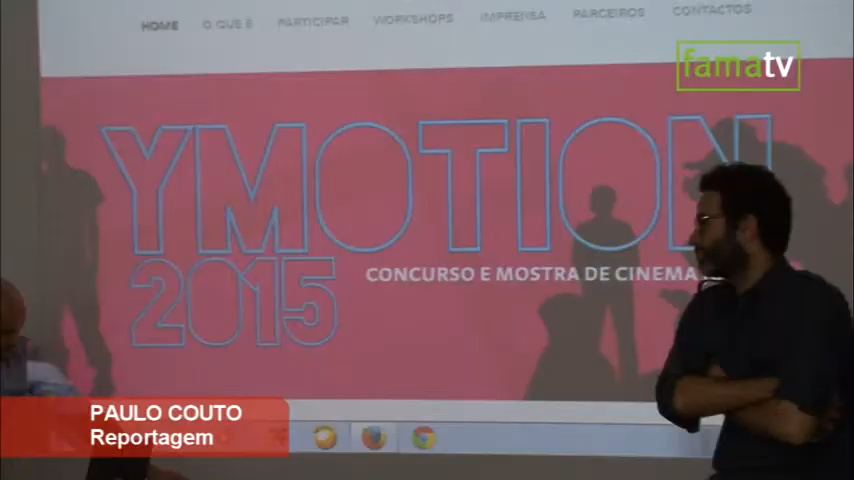 HOME O QUE É PARTICIPAR WORKSHOPS IMPRENSA PARCEIROS CONTACTOS
famatv
YMOTION
2015
CONCURSO E MOSTRA DE CINEMA
PAULO COUTO
Reportagem